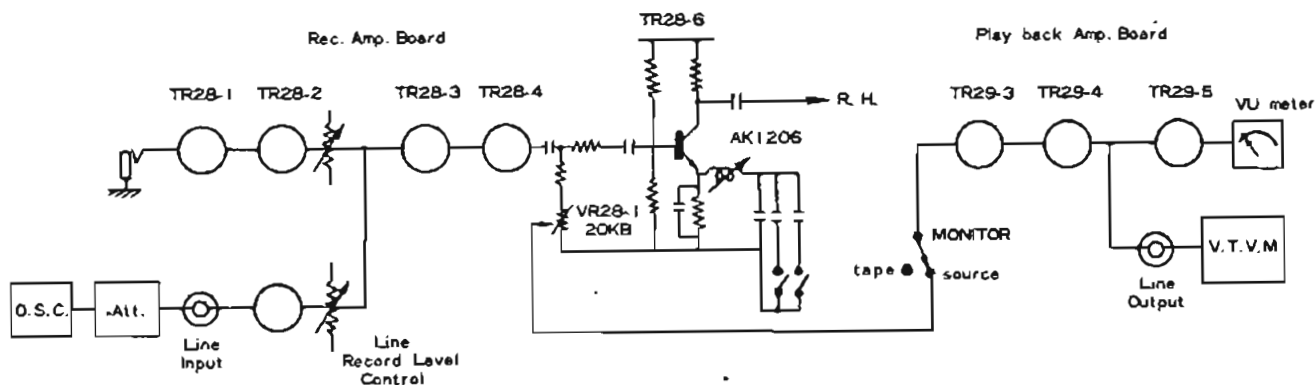 TR28-6
Rec. Amp. Board
Play back Amp. Board
TR28-1
TR28-2
TR28-3
TR28-4
R. H.
TR29-3
TR29-4
TR29-5
VU meter
AK1206
VR28-1
20KB
MONITOR
tape
source
V.T.V.M
Line
Output
O.S.C.
Att.
Line
Input
Line
Record Level
Control